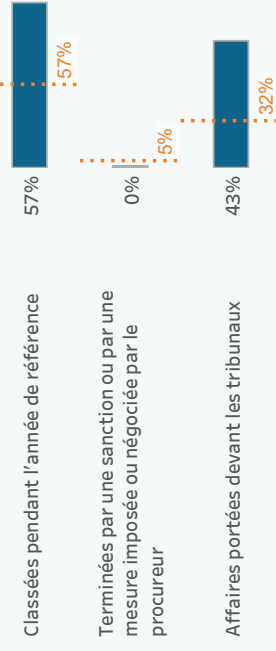 Classées pendant l'année de référence
57%
57%
Terminées par une sanction ou par une
mesure imposée ou négociée par le
procureur
0%
5%
Affaires portées devant les tribunaux
43%
32%